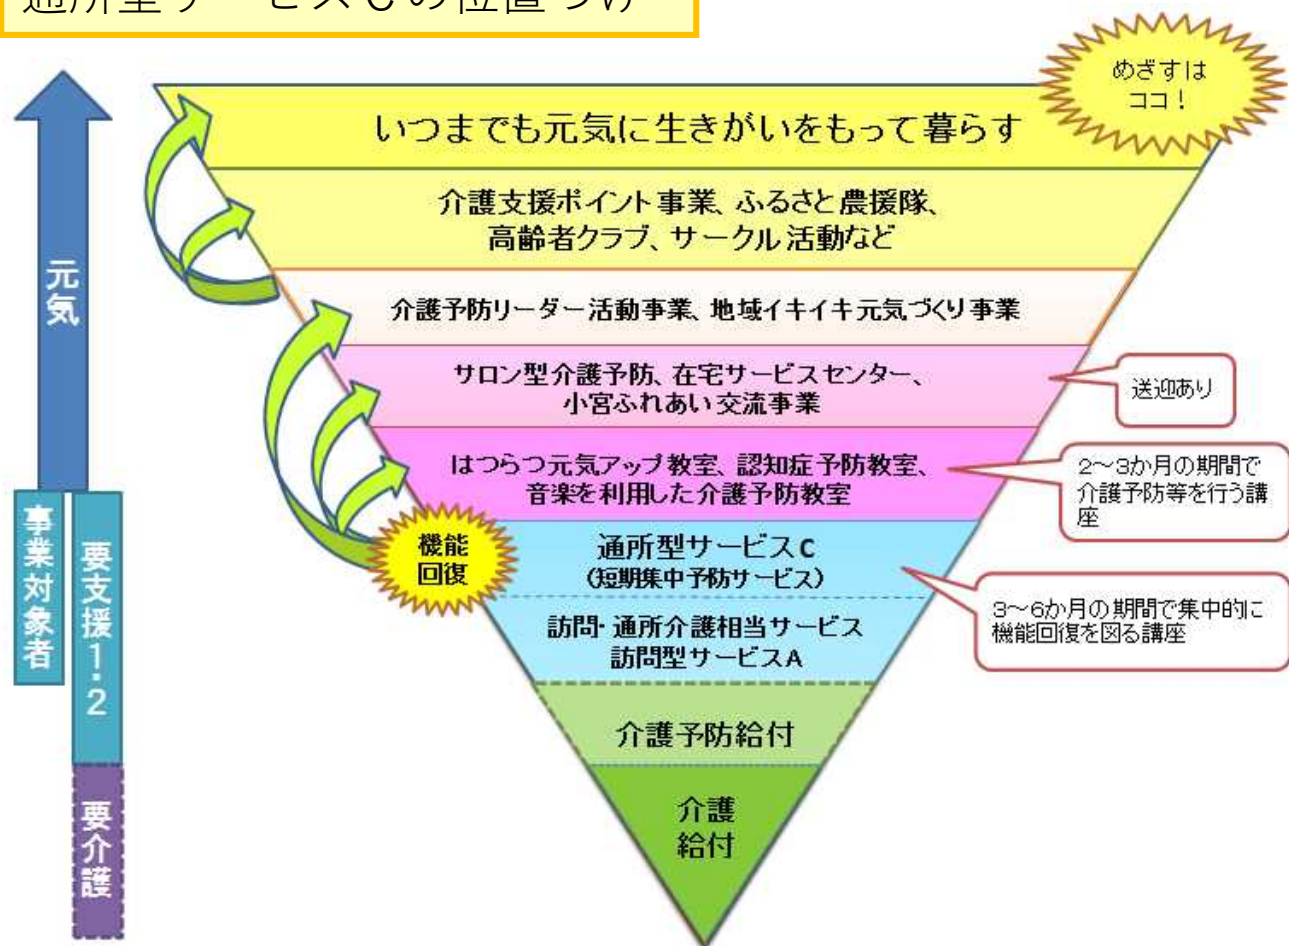 通所型サービスCの位置づけ
めざすは
ココ！
いつまでも元気に生きがいをもって暮らす
介護支援ポイント事業、ふるさと農援隊、
高齢者クラブ、サークル活動など
元気
介護予防リーダー活動事業、地域イキイキ元気づくり事業
サロン型介護予防、在宅サービスセンター、
小宮ふれあい交流事業
送迎あり
はつらつ元気アップ教室、認知症予防教室、
音楽を利用した介護予防教室
2～3か月の期間で
介護予防等を行う講
座
機能
回復
通所型サービスC
（短期集中予防サービス）
3～6か月の期間で集中的に
機能回復を図る講座
訪問・通所介護相当サービス
訪問型サービスA
事業対象者
要支援1・2
介護予防給付
要介護
介護
給付